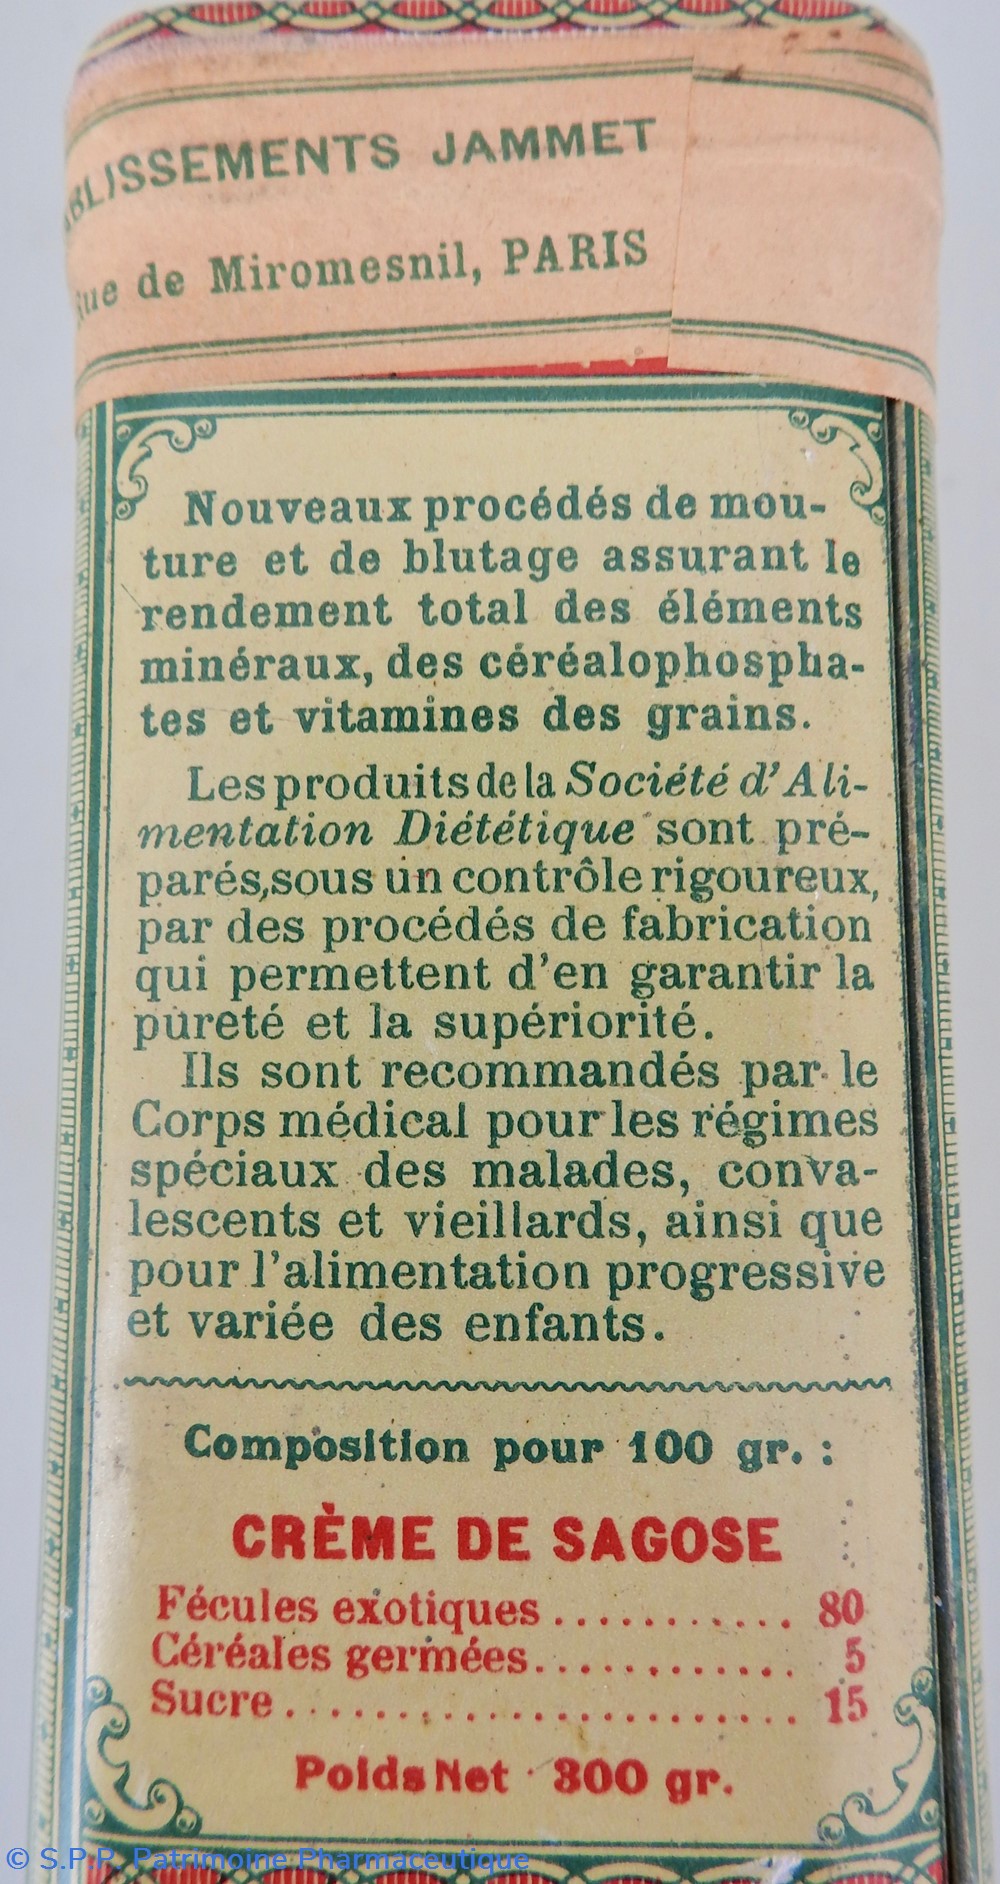 BLISSEMENTS JAMMET
Rue de Miromesnil, PARIS
Nouveaux procédés de mou-
ture et de blutage assurant le
rendement total des éléments
minéraux, des céréalophospha-
tes et vitamines des grains.
Les produits de la Société d'Ali-
mentation Diététique sont pré-
parés, sous un contrôle rigoureux,
par des procédés de fabrication
qui permettent d'en garantir la
pureté et la supériorité.
Ils sont recommandés par le
Corps médical pour les régimes
spéciaux des malades, conva-
lescents et vieillards, ainsi que
pour l'alimentation progressive
et variée des enfants.
Composition pour 100 gr. :
CRÈME DE SAGOSE
Fécules exotiques ........... 80
Céréales germées............. 5
Sucre....................... 15
Poids Net 300 gr.
© S.P.P. Patrimoine Pharmaceutique